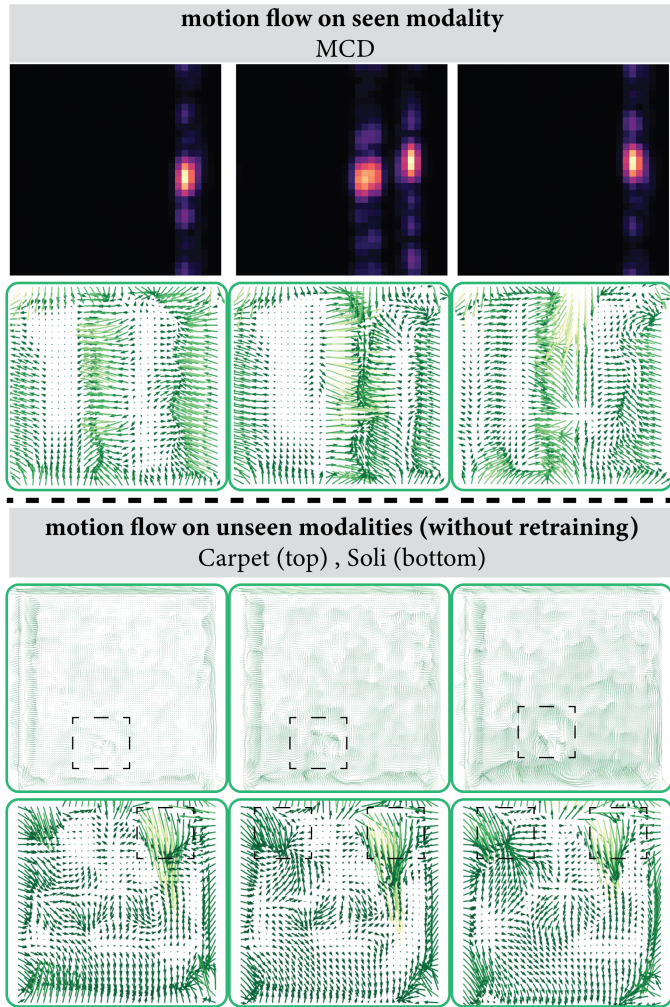 motion flow on seen modality
MCD
motion flow on unseen modalities (without retraining)
Carpet (top) , Soli (bottom)